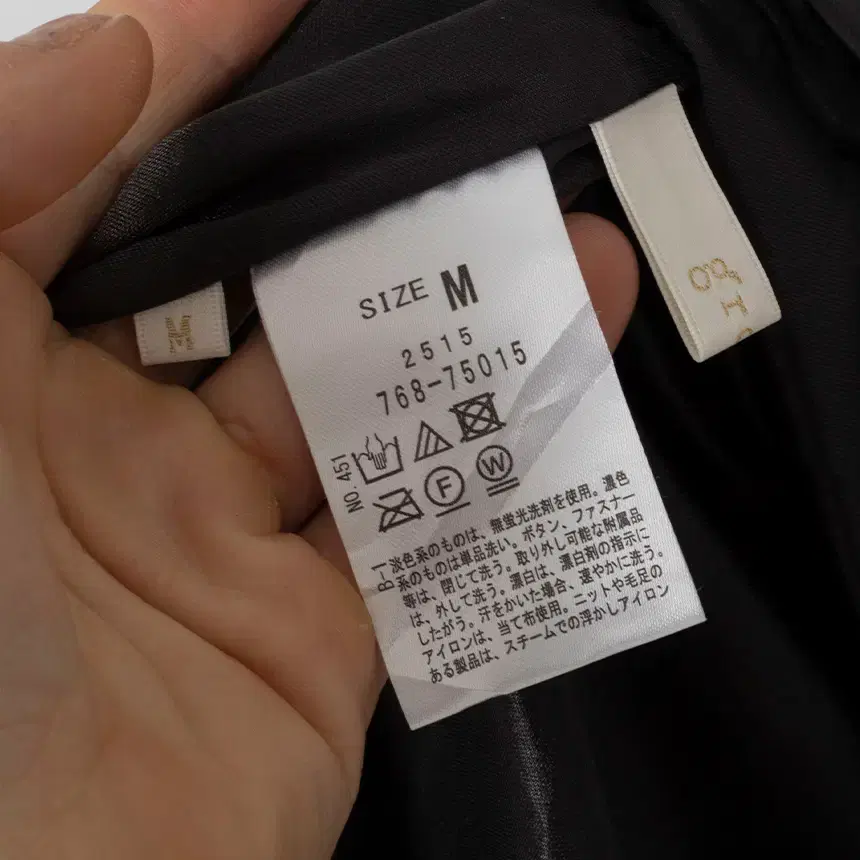 SIZE M
2515
768-75015
NO.451
F W
B-1 淡色系のものは、無蛍光洗剤を使用。濃色
系のものは単品洗い。ボタン、ファスナー
等は、閉じて洗う。取り外し可能な附属品
は、外して洗う。漂白は、漂白剤の指示に
したがう。汗をかいた場合、速やかに洗う。
アイロンは、当て布使用。ニットや毛足の
ある製品は、スチームでの浮かしアイロン
M
gr